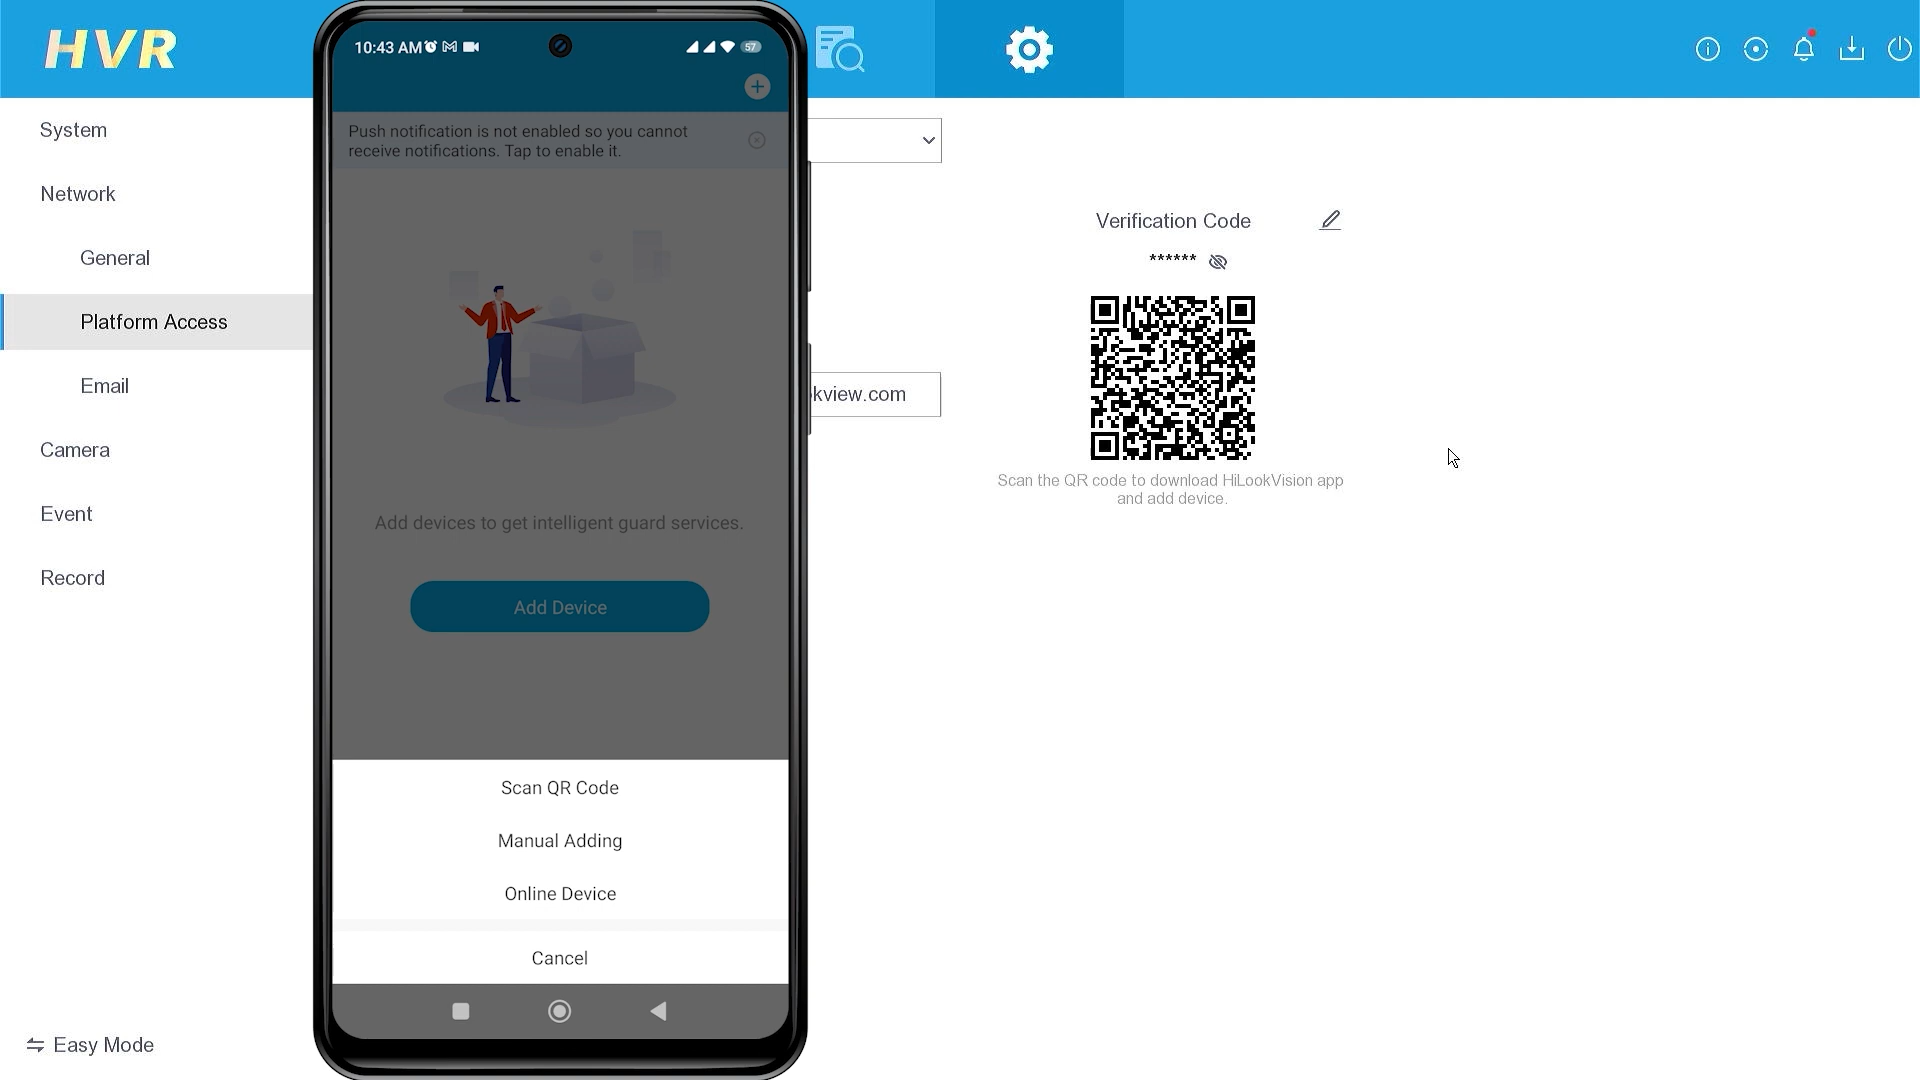 HVR
System
Network
General
Platform Access
Email
Camera
Event
Record
Easy Mode
10:43 AM
57
Push notification is not enabled so you cannot
receive notifications. Tap to enable it.
Add devices to get intelligent guard services.
Add Device
Scan QR Code
Manual Adding
Online Device
Cancel
kview.com
Verification Code
******
Scan the QR code to download HiLookVision app
and add device.